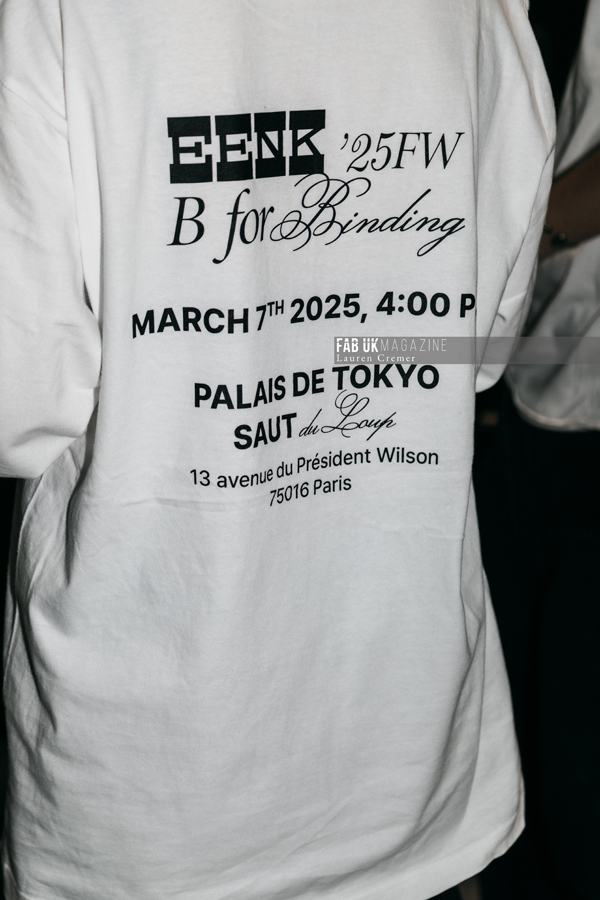 EENK '25FW
B for Binding
MARCH 7TH 2025, 4:00 P
FAB UK MAGAZINE
Lauren Cremer
PALAIS DE TOKYO
SAUT du Loup
13 avenue du Président Wilson
75016 Paris